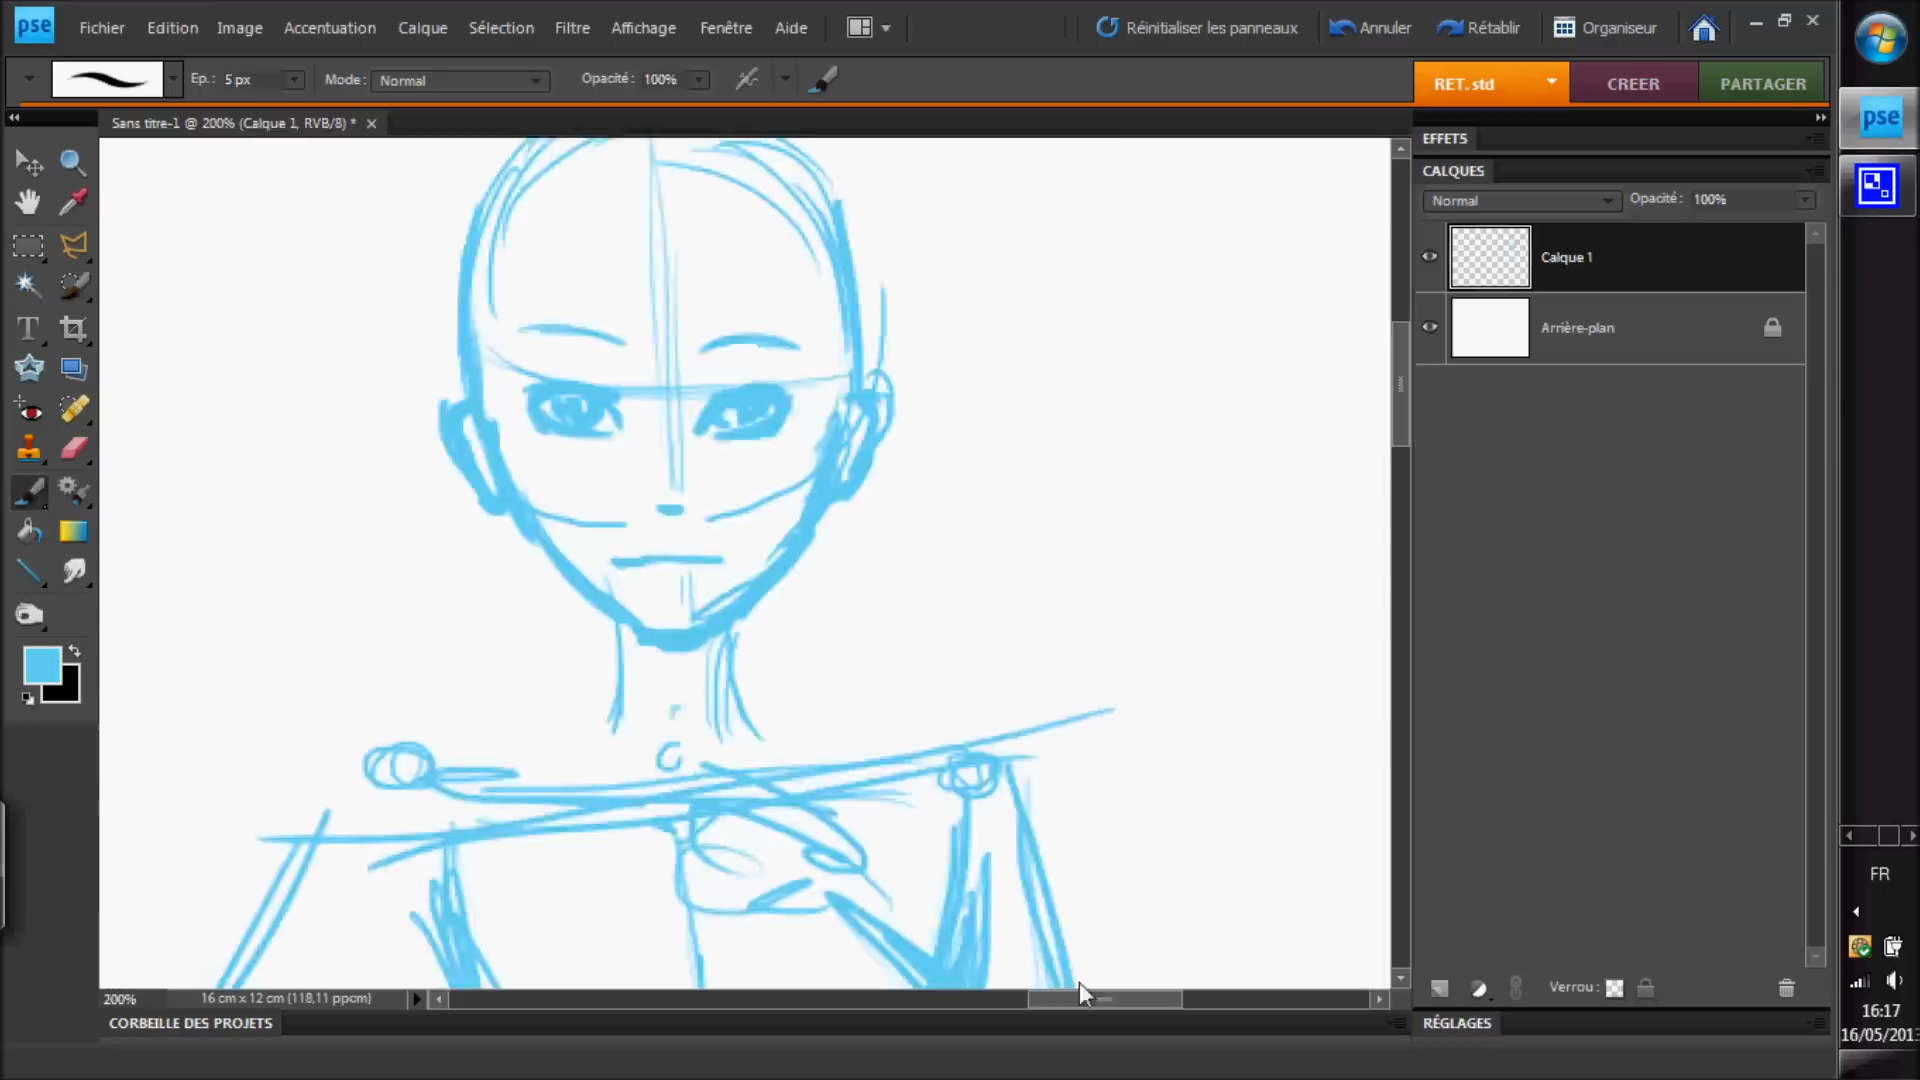 pse Fichier Edition Image Accentuation Calque Sélection Filtre Affichage Fenêtre Aide Réinitialiser les panneaux Annuler Rétablir Organiseur
Ep.: 5 px Mode: Normal Opacité: 100% RET. std CREER PARTAGER
Sans titre-1 @ 200% (Calque 1, RVB/8) *
pse
EFFETS
CALQUES
Normal Opacité: 100%
Calque 1
Arrière-plan
T
FR
Verrou:
200% 16 cm x 12 cm (118,11 ppcm)
16:17
CORBEILLE DES PROJETS RÉGLAGES
16/05/201